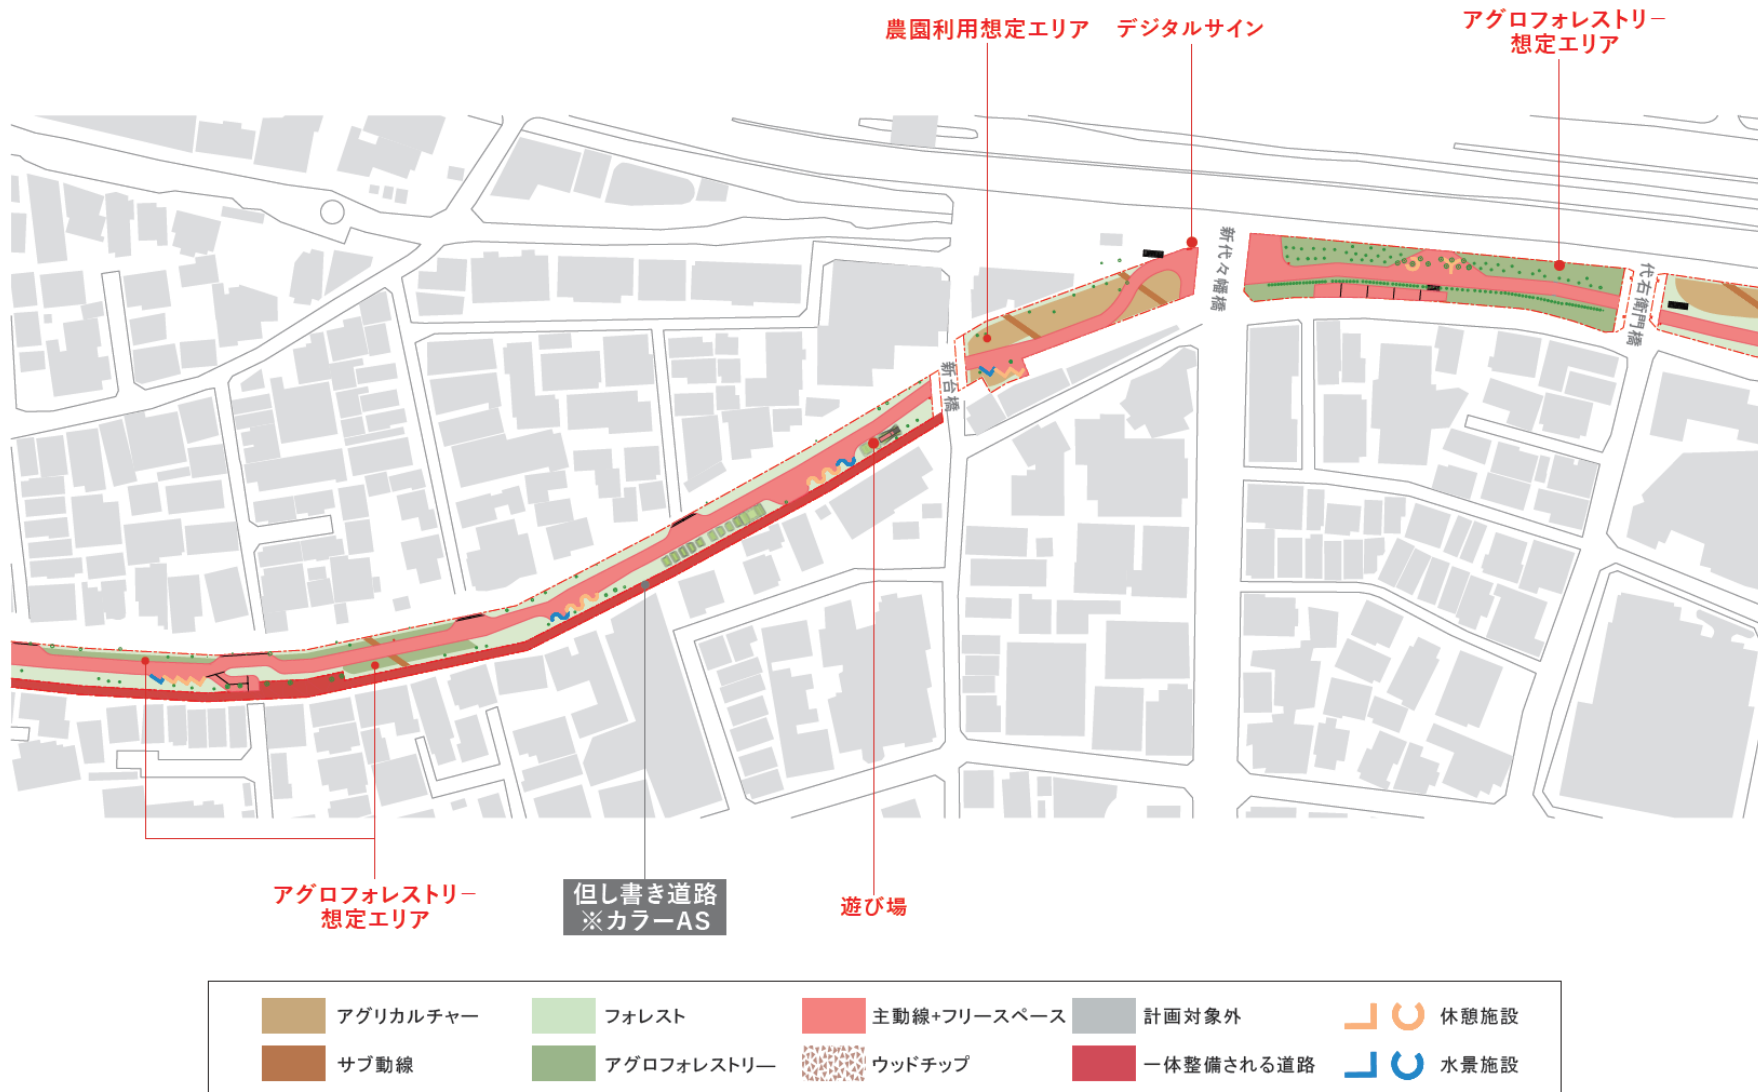 農園利用想定エリア
デジタルサイン
アグロフォレストリー
想定エリア
新代々幡橋
代右衛門橋
新台橋
アグロフォレストリー
想定エリア
但し書き道路
※カラーAS
遊び場
アグリカルチャー
フォレスト
主動線+フリースペース
計画対象外
休憩施設
サブ動線
アグロフォレストリー
ウッドチップ
一体整備される道路
水景施設